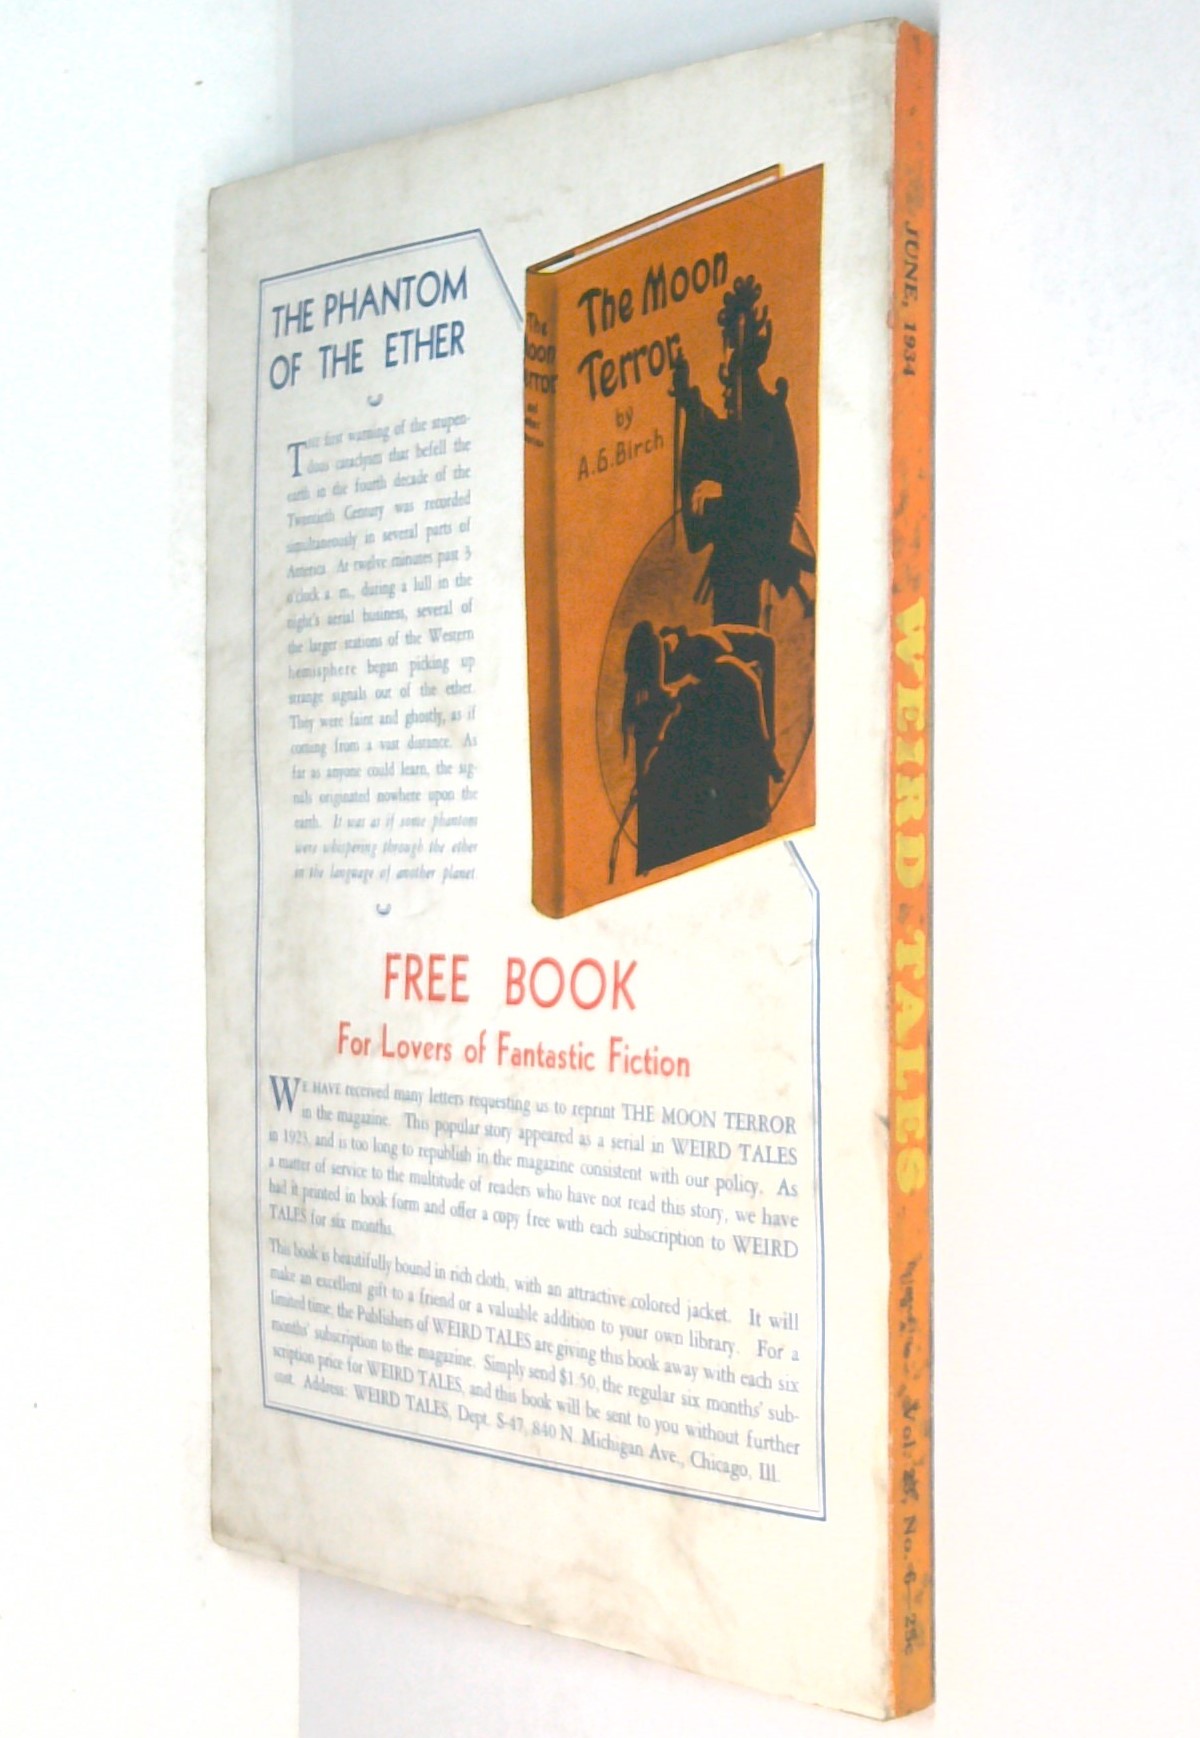 THE PHANTOM
OF THE ETHER
THE first warning of the stupen-
dous cataclysm that befell the
earth in the fourth decade of the
Twentieth Century was recorded
simultaneously in several parts of
America. At twelve minutes past 3
o'clock a. m., during a lull in the
night's aerial business, several of
the larger stations of the Western
hemisphere began picking up
strange signals out of the ether.
They were faint and ghostly, as if
coming from a vast distance. As
far as anyone could learn, the sig-
nals originated nowhere upon the
earth. It was as if some phantom
were whispering through the ether
in the language of another planet.
The
Moon
Terror
and
The Moon
Terror
by
A.G.Birch
FREE BOOK
For Lovers of Fantastic Fiction
WE HAVE received many letters requesting us to reprint THE MOON TERROR
in the magazine. This popular story appeared as a serial in WEIRD TALES
in 1923, and is too long to republish in the magazine consistent with our policy. As
a matter of service to the multitude of readers who have not read this story, we have
had it printed in book form and offer a copy free with each subscription to WEIRD
TALES for six months.
This book is beautifully bound in rich cloth, with an attractive colored jacket. It will
make an excellent gift to a friend or a valuable addition to your own library. For a
limited time, the Publishers of WEIRD TALES are giving this book away with each six
months' subscription to the magazine. Simply send $1.50, the regular six months' sub-
scription price for WEIRD TALES, and this book will be sent to you without further
cost. Address: WEIRD TALES, Dept. S-47, 840 N. Michigan Ave., Chicago, Ill.
JUNE, 1934
WEIRD TALES
Vol. No. 6—25c